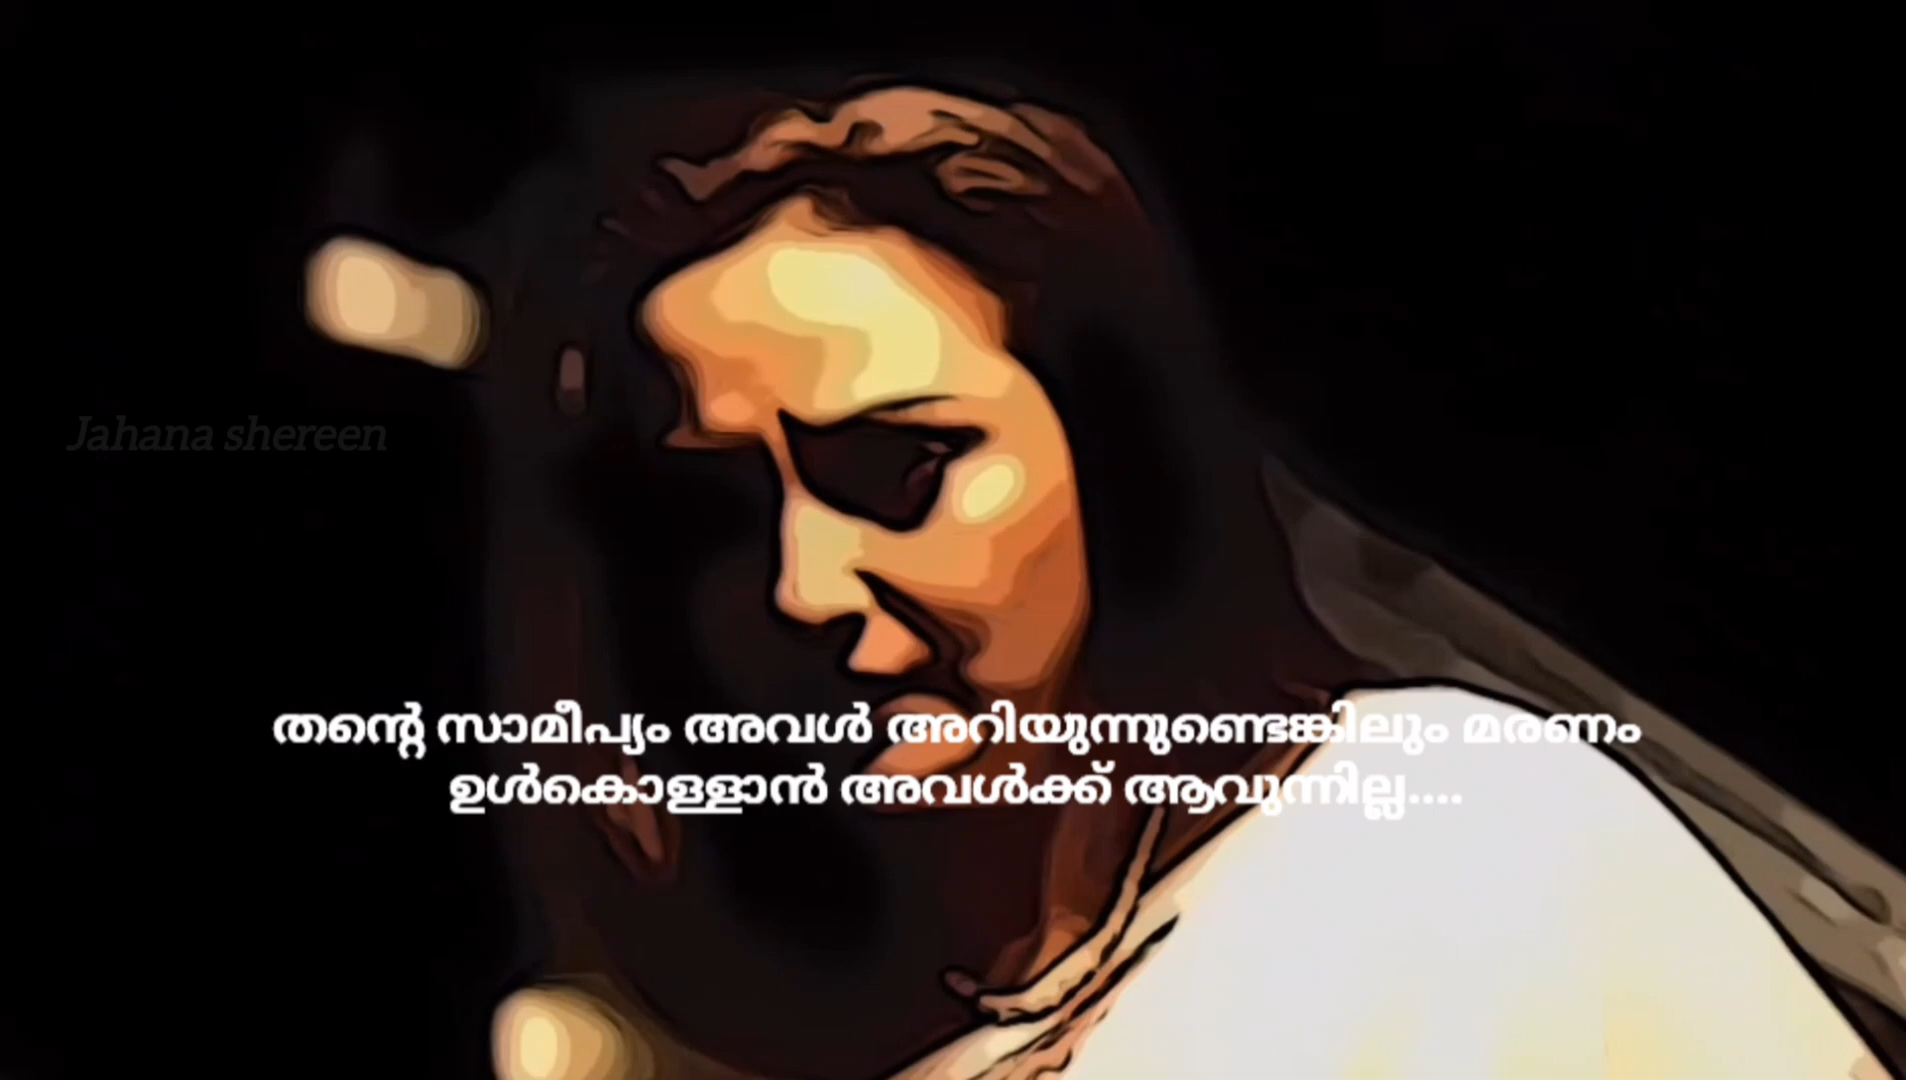 Jahana shereen
തന്റെ സാമീപ്യം അവൾ അറിയുന്നുണ്ടെങ്കിലും മരണം
ഉൾകൊള്ളാൻ അവൾക്ക് ആവുന്നില്ല....